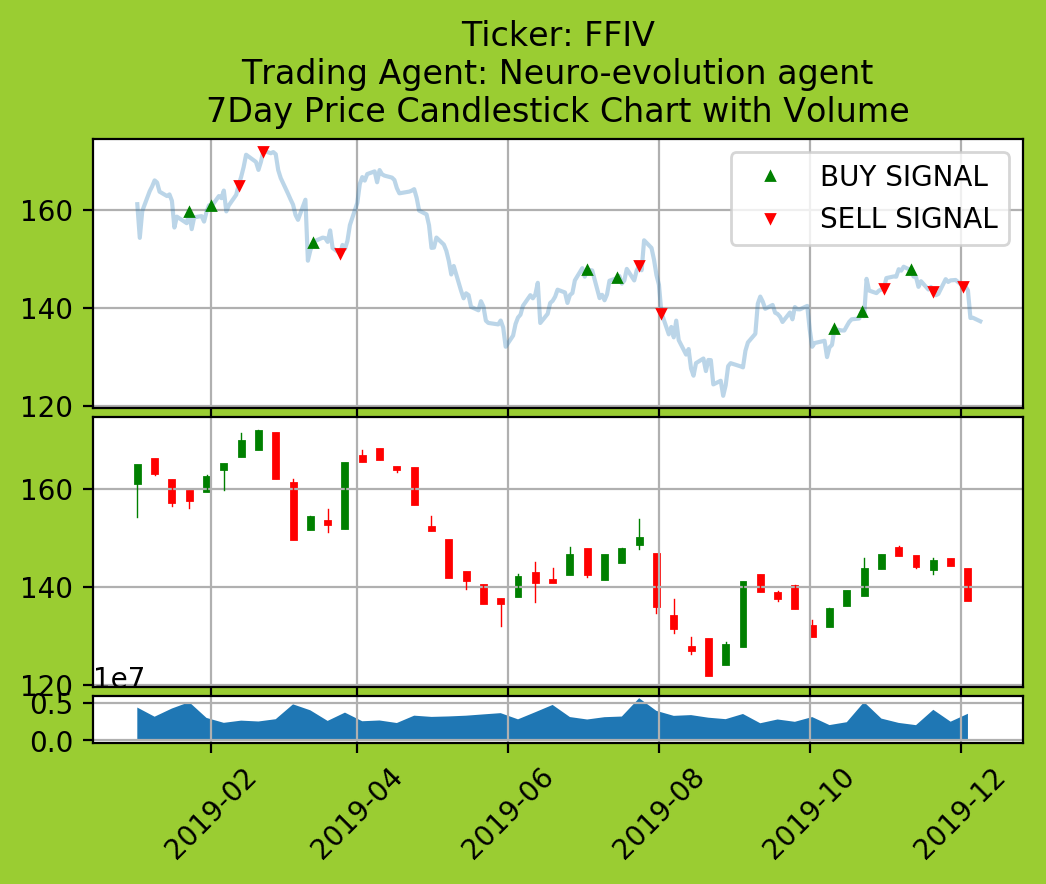 Ticker: FFIV
Trading Agent: Neuro-evolution agent
7Day Price Candlestick Chart with Volume
BUY SIGNAL
SELL SIGNAL
160
140
120
160
140
120
1e7
0.5
0.0
2019-02
2019-04
2019-06
2019-08
2019-10
2019-12